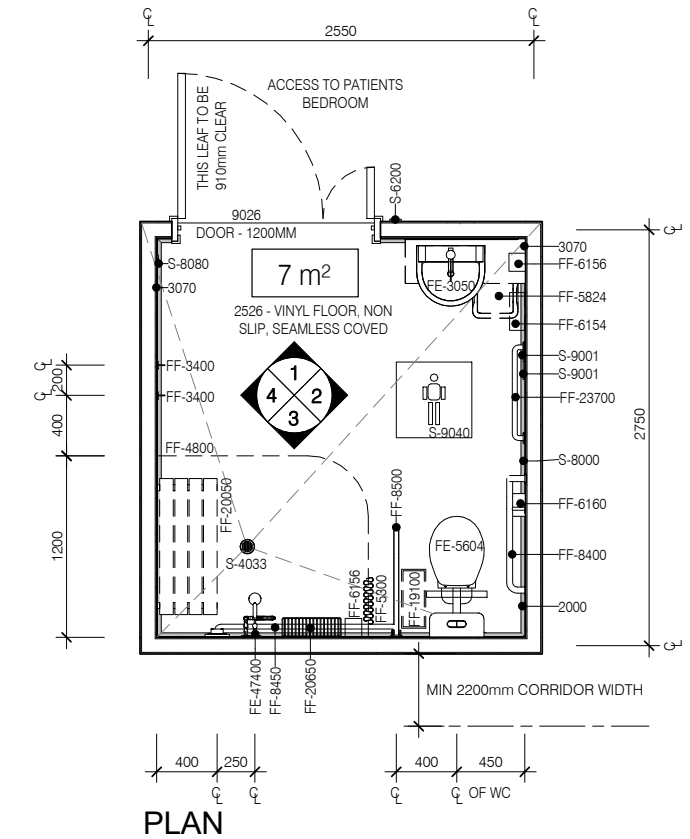 ℄
℄
2550
ACCESS TO PATIENTS
BEDROOM
THIS LEAF TO BE
910mm CLEAR
S-6200
9026
DOOR - 1200MM
℄
7 m²
S-8080
3070
3070
FF-6156
FE-3050
FF-5824
FF-6154
2526 - VINYL FLOOR, NON
SLIP, SEAMLESS COVED
S-9001
S-9001
FF-23700
℄
200
℄
FF-3400
FF-3400
1
4
2
3
S-9040
2750
400
FF-4800
S-8000
FF-20050
FF-8500
FF-6160
1200
S-4033
FE-5604
FF-8400
FF-6156
FF-5300
FF-19100
2000
℄
FE-47400
FF-8450
FF-20650
MIN 2200mm CORRIDOR WIDTH
400
250
400
450
℄
℄
℄
℄ OF WC
PLAN